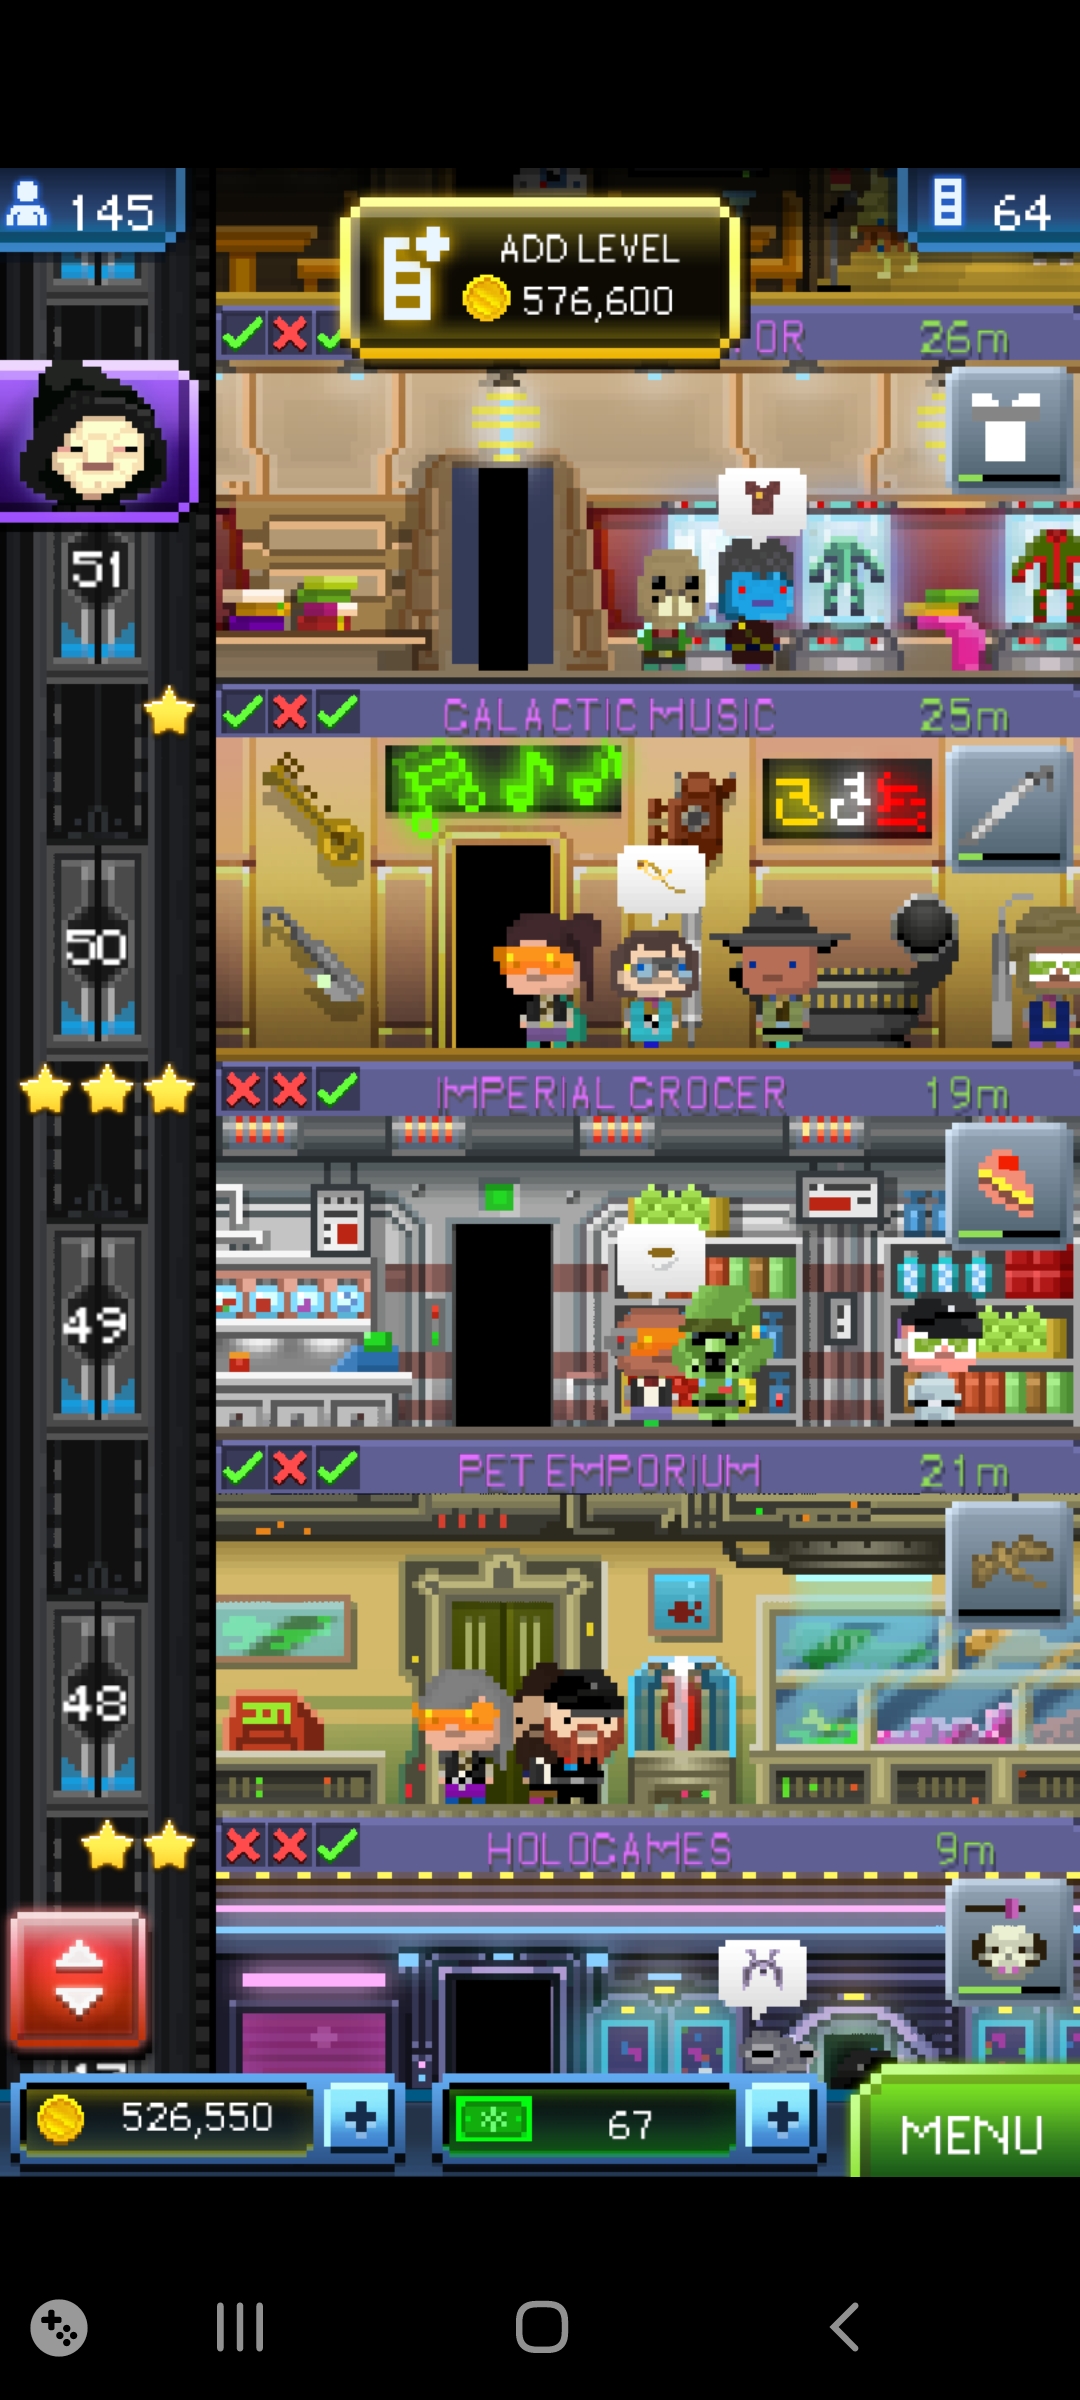 145
64
ADD LEVEL
576,600
OR
26m
51
GALACTIC MUSIC
25m
50
IMPERIAL GROCER
19m
49
PET EMPORIUM
21m
48
HOLOGAMES
9m
526,550
67
MENU